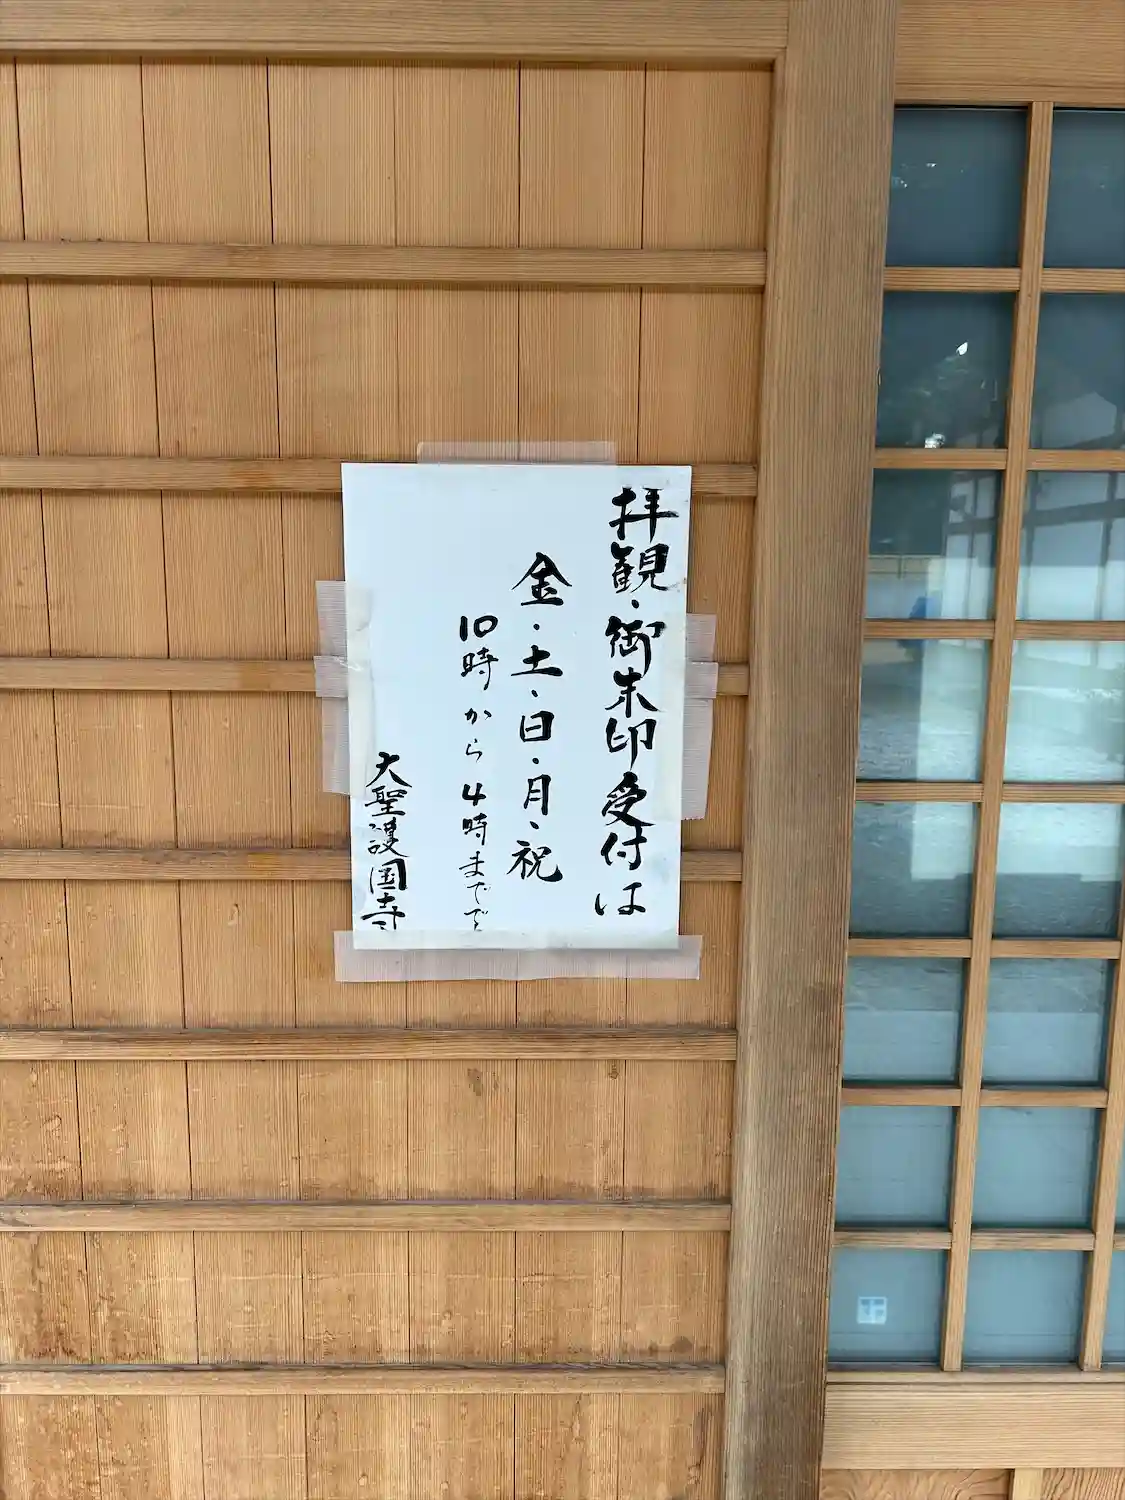 拝観・御朱印受付は
金・土・日・月・祝
10時から4時までです
大聖護国寺